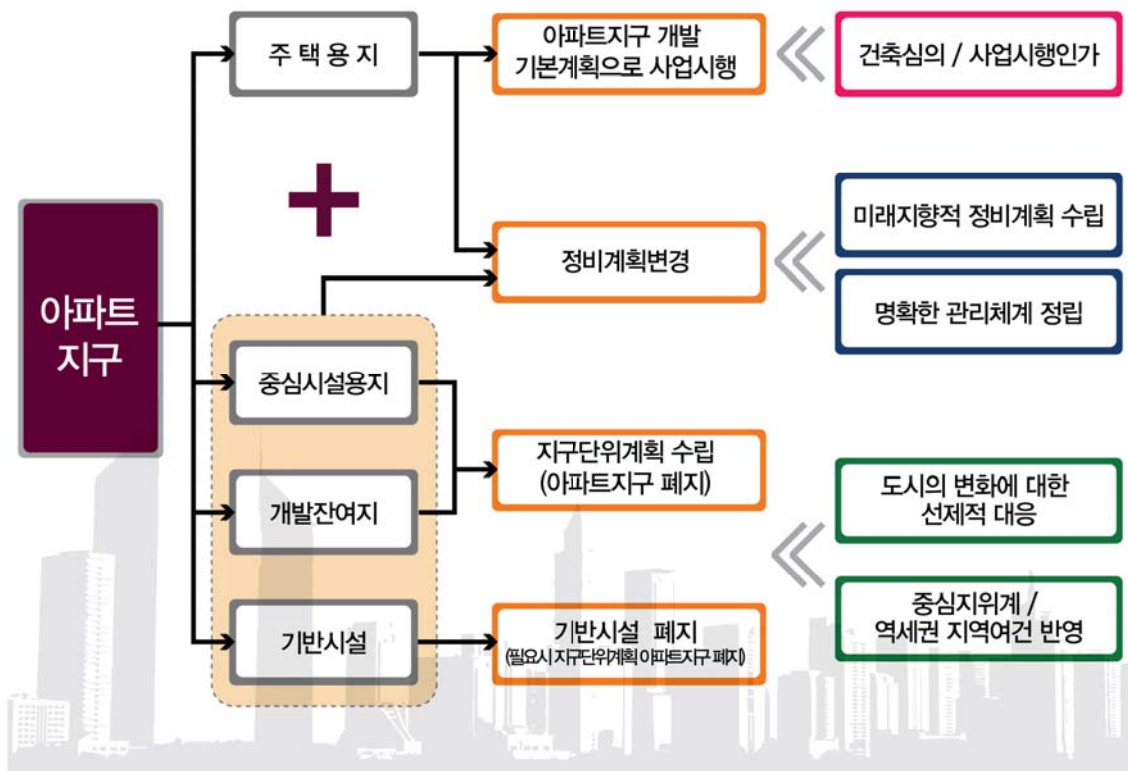 아파트
지구
주 택 용 지
중심시설용지
개발잔여지
기반시설
아파트지구 개발
기본계획으로 사업시행
정비계획변경
지구단위계획 수립
(아파트지구 폐지)
기반시설 폐지
(필요시 지구단위계획 아파트지구 폐지)
건축심의 / 사업시행인가
미래지향적 정비계획 수립
명확한 관리체계 정립
도시의 변화에 대한
선제적 대응
중심지위계 /
역세권 지역여건 반영